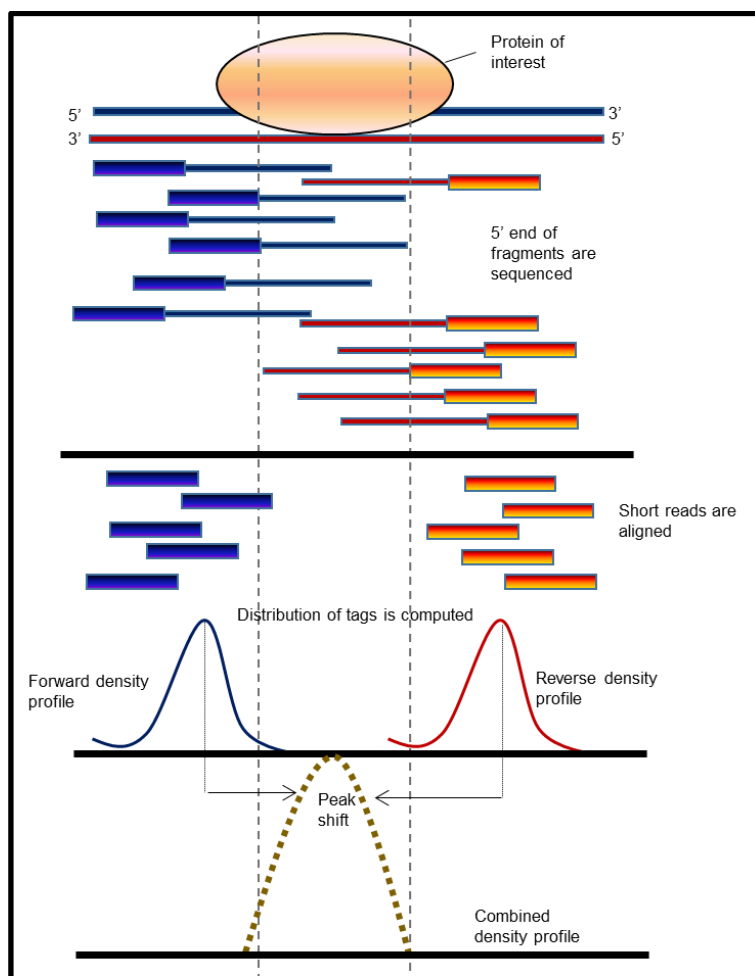 Protein of
interest
5’
3’
3’
5’
5’ end of
fragments are
sequenced
Short reads are
aligned
Distribution of tags is computed
Forward density
profile
Reverse density
profile
Peak
shift
Combined
density profile